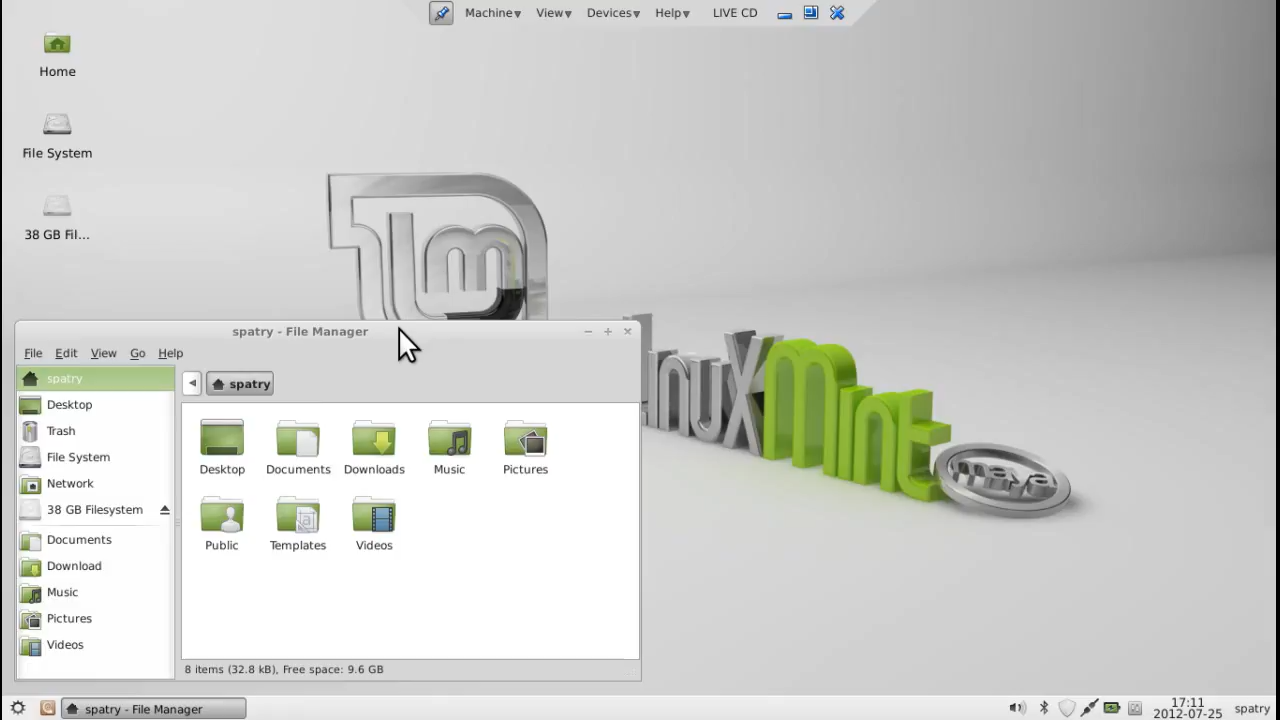 Machine View Devices Help LIVE CD
Home
File System
38 GB Fil...
LinuxMint
maya
spatry - File Manager
File Edit View Go Help
spatry
Desktop
Trash
File System
Network
38 GB Filesystem
Documents
Download
Music
Pictures
Videos
spatry
Desktop Documents Downloads Music Pictures
Public Templates Videos
8 items (32.8 kB), Free space: 9.6 GB
spatry - File Manager
17:11
2012-07-25
spatry